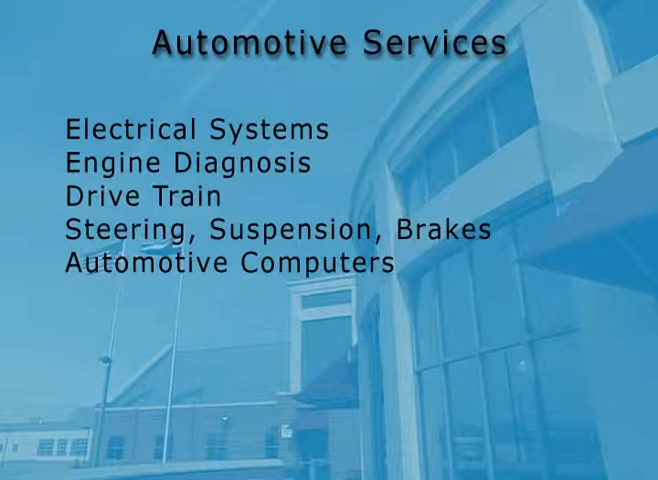 Automotive Services
Electrical Systems
Engine Diagnosis
Drive Train
Steering, Suspension, Brakes
Automotive Computers